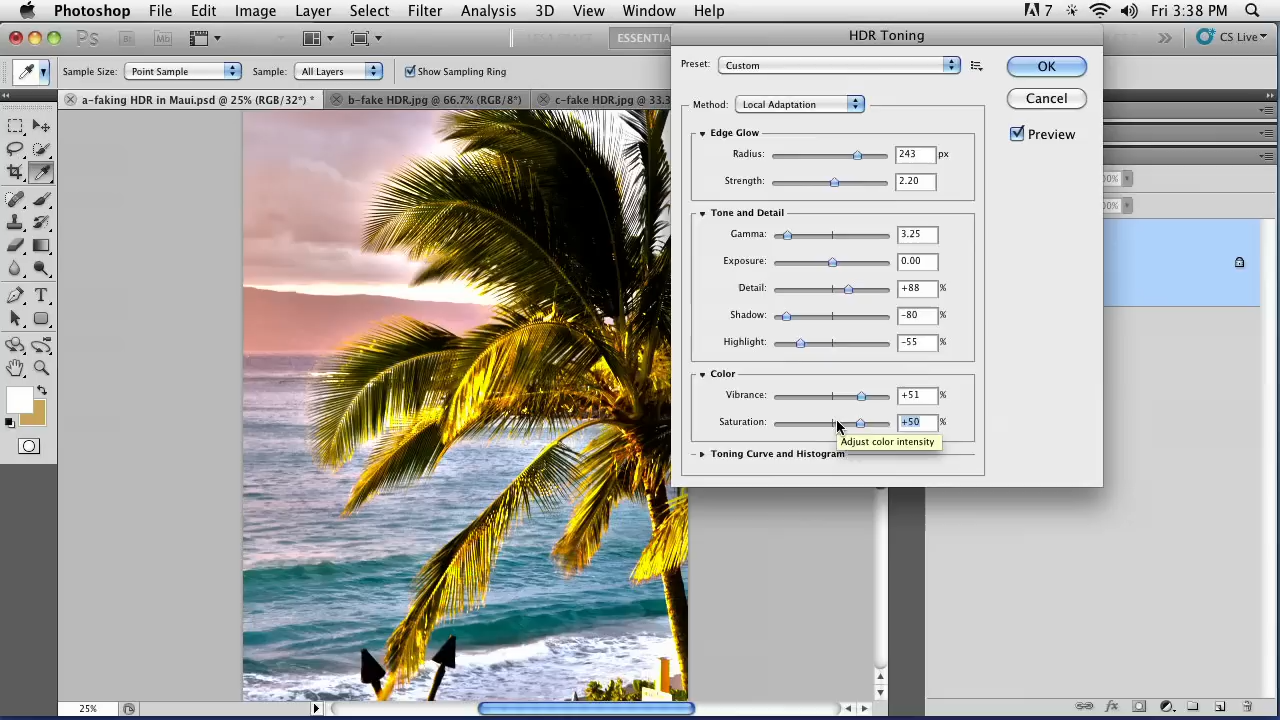 Photoshop File Edit Image Layer Select Filter Analysis 3D View Window Help 7 Fri 3:38 PM
Ps Br Mb ESSENTIA CS Live
Sample Size: Point Sample Sample: All Layers Show Sampling Ring
a-faking HDR in Maui.psd @ 25% (RGB/32*) * b-fake HDR.jpg @ 66.7% (RGB/8*) c-fake HDR.jpg @ 33.3
HDR Toning
Preset: Custom
OK
Method: Local Adaptation
Cancel
Preview
Edge Glow
Radius: 243 px
Strength: 2.20
Tone and Detail
Gamma: 3.25
Exposure: 0.00
Detail: +88 %
Shadow: -80 %
Highlight: -55 %
Color
Vibrance: +51 %
Saturation: +50 %
Adjust color intensity
Toning Curve and Histogram
T
fx
25%